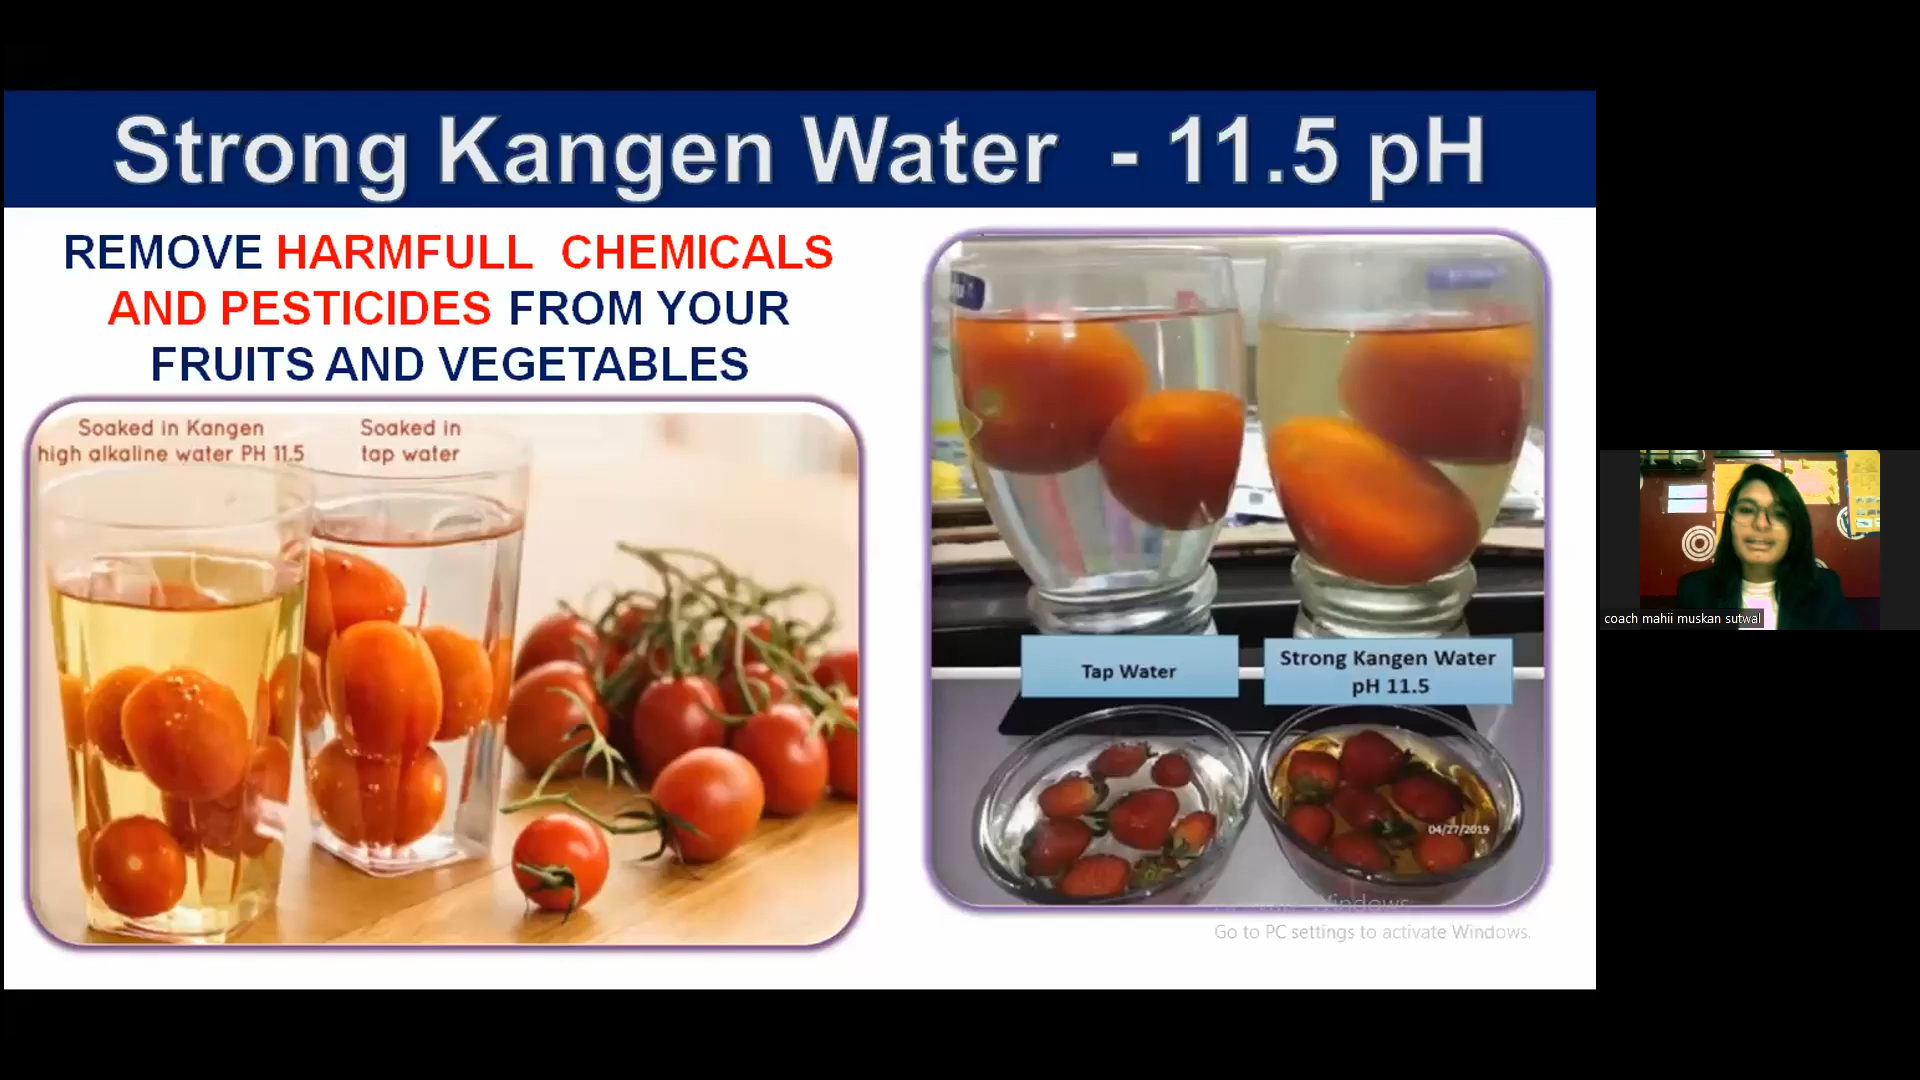 Strong Kangen Water - 11.5 pH
REMOVE HARMFULL CHEMICALS
AND PESTICIDES FROM YOUR
FRUITS AND VEGETABLES
Soaked in Kangen
high alkaline water PH 11.5
Soaked in
tap water
Tap Water
Strong Kangen Water
pH 11.5
04/27/2019
Windows
Go to PC settings to activate Windows.
coach mahii muskan sutwal